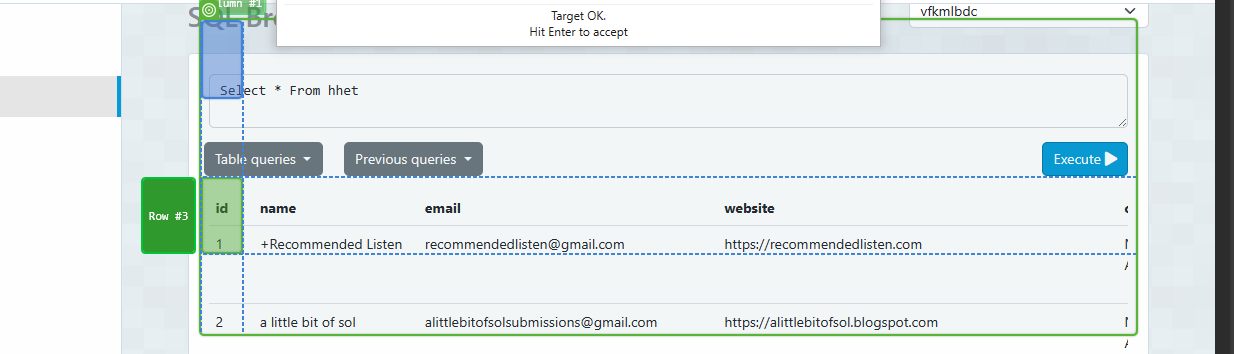 Column #1
SQL Bro
Target OK.
Hit Enter to accept
vfkmlbdc
Select * From hhet
Table queries
Previous queries
Execute
Row #3
id name email website
1 +Recommended Listen recommendedlisten@gmail.com https://recommendedlisten.com
2 a little bit of sol alittlebitofsolsubmissions@gmail.com https://alittlebitofsol.blogspot.com